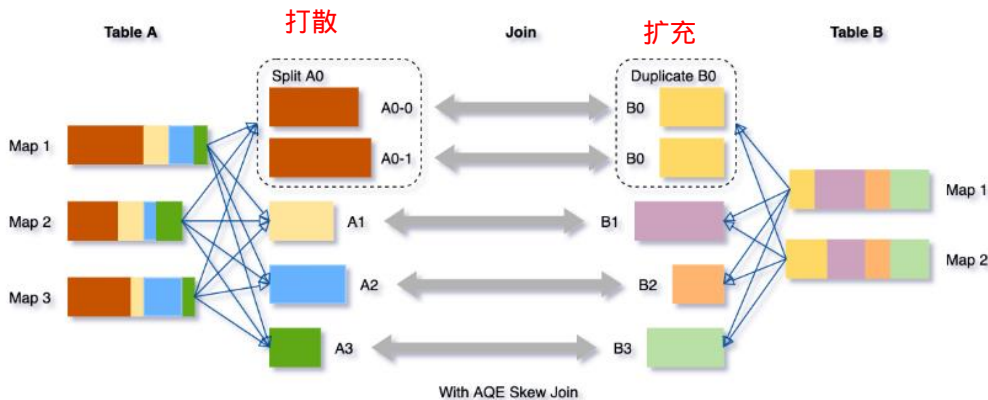 Table A
打散
Join
扩充
Table B
Split A0
Duplicate B0
A0-0
B0
A0-1
B0
Map 1
Map 2
Map 3
A1
B1
A2
B2
A3
B3
Map 1
Map 2
With AQE Skew Join